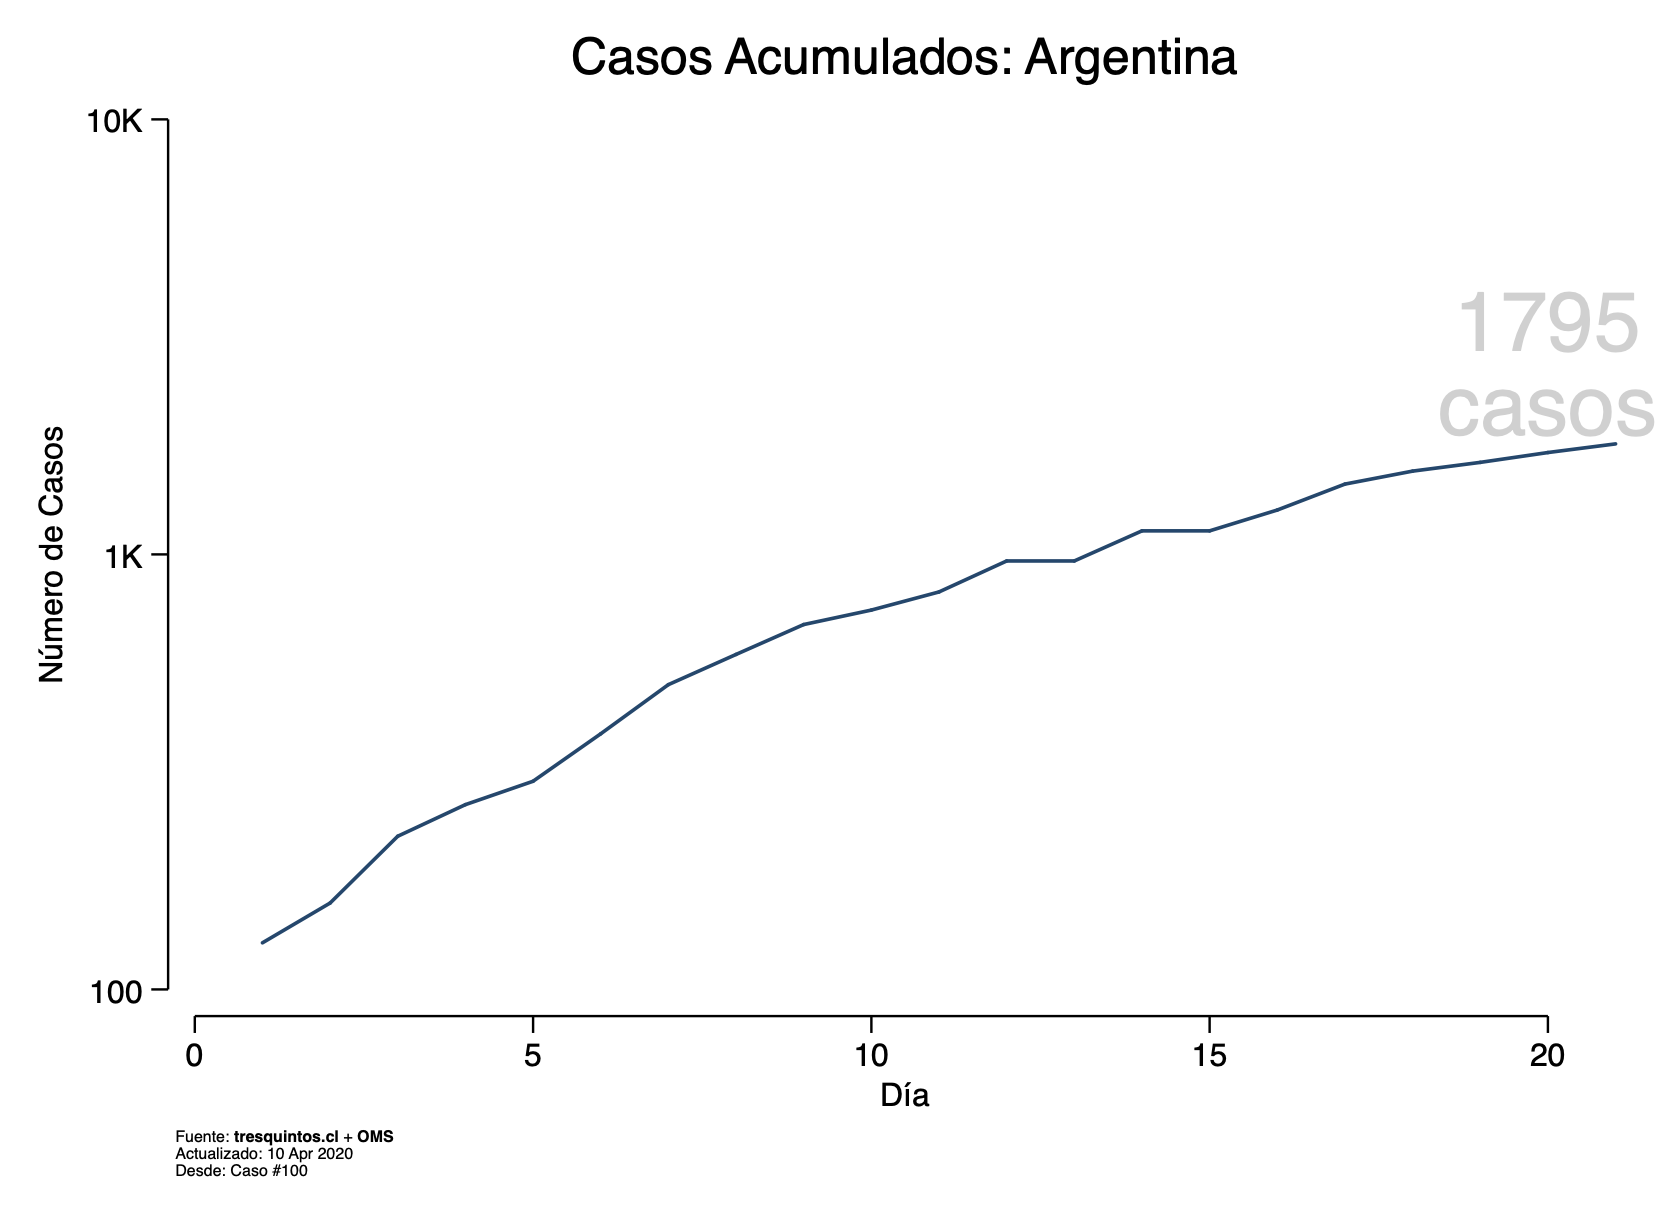 Casos Acumulados: Argentina
10K
1795
casos
Número de Casos
1K
100
0 5 10 15 20
Día
Fuente: tresquintos.cl + OMS
Actualizado: 10 Apr 2020
Desde: Caso #100